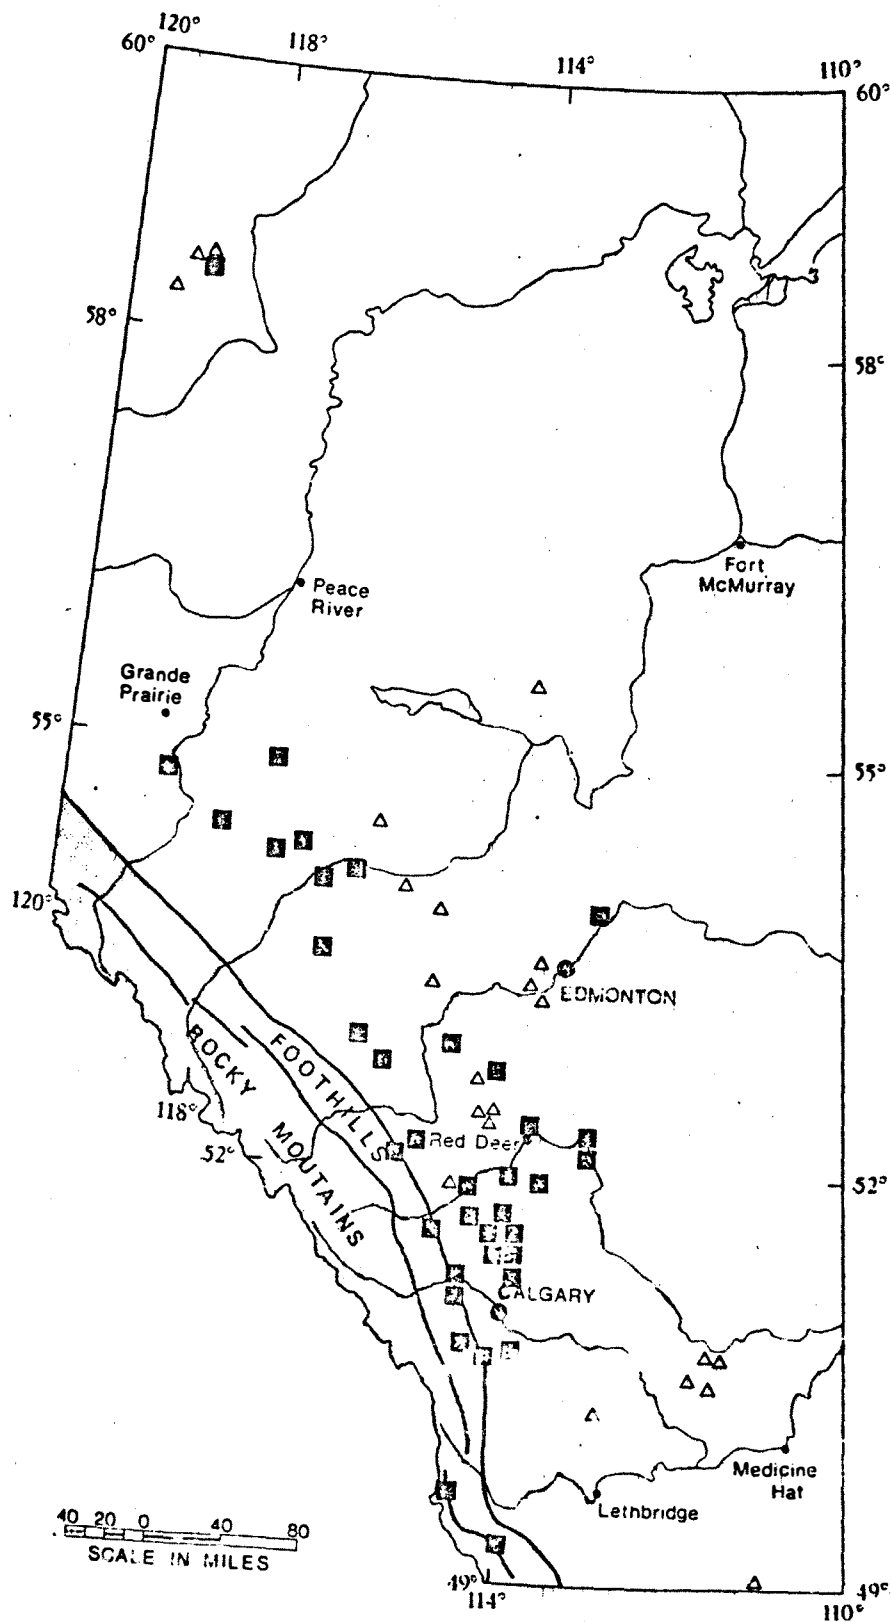 120°
60°
118°
114°
110°
60°
58°
58°
Fort
McMurray
Peace
River
Grande
Prairie
55°
55°
120°
EDMONTON
ROCKY
MOUTAINS
FOOTHILLS
118°
52°
Red Deer
52°
CALGARY
Medicine
Hat
Lethbridge
40 20 0 40 80
SCALE IN MILES
49°
114°
49°
110°